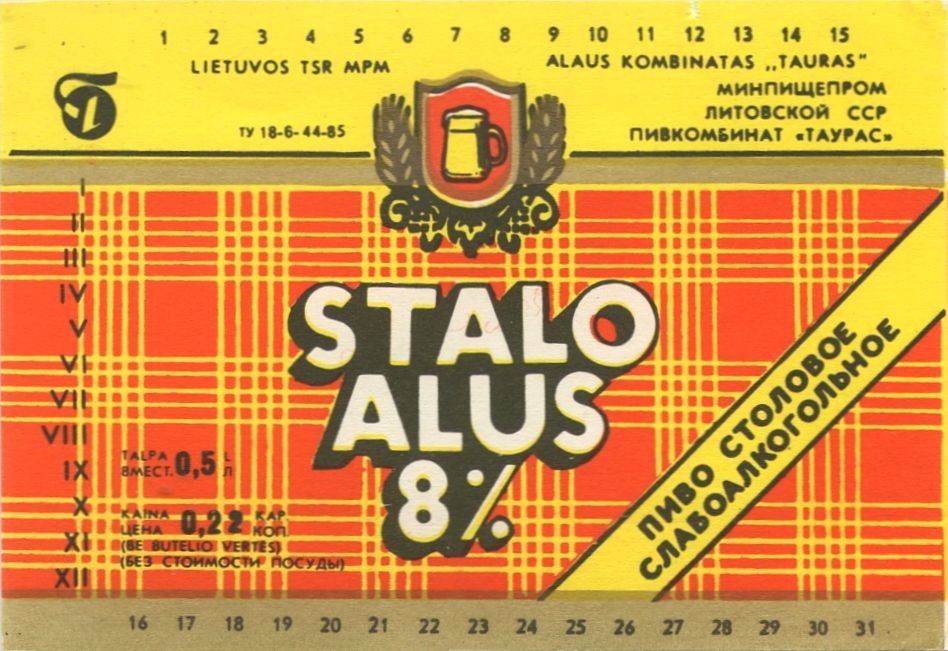 1 2 3 4 5 6 7 8 9 10 11 12 13 14 15
LIETUVOS TSR MPM
ALAUS KOMBINATAS „TAURAS"
МИНПИЩЕПРОМ
ЛИТОВСКОЙ ССР
ПИВКОМБИНАТ «ТАУРАС»
ТУ 18-6-44-85
I
II
III
IV
V
VI
VII
VIII
IX
X
XI
XII
STALO
ALUS
8%
TALPA 0,5 L
ВМЕСТ. Л
KAINA 0,22 KAP.
ЦЕНА КОП.
(BE BUTELIO VERTĖS)
(БЕЗ СТОИМОСТИ ПОСУДЫ)
ПИВО СТОЛОВОЕ
СЛАБОАЛКОГОЛЬНОЕ
16 17 18 19 20 21 22 23 24 25 26 27 28 29 30 31